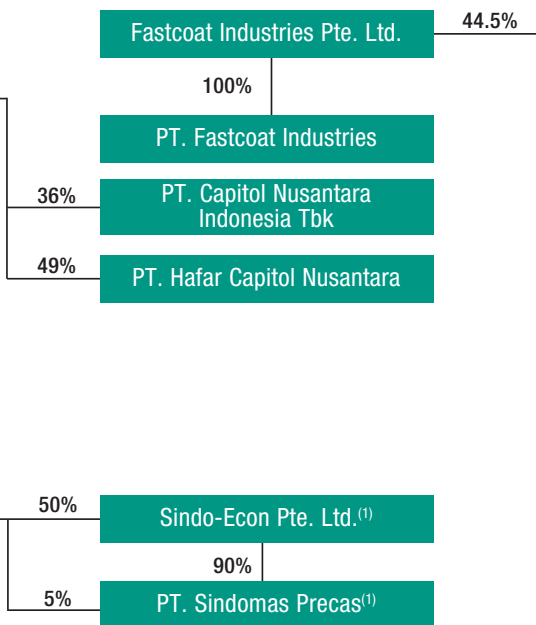 Fastcoat Industries Pte. Ltd.
44.5%
100%
PT. Fastcoat Industries
36%
PT. Capitol Nusantara
Indonesia Tbk
49%
PT. Hafar Capitol Nusantara
50%
Sindo-Econ Pte. Ltd.(1)
90%
5%
PT. Sindomas Precas(1)